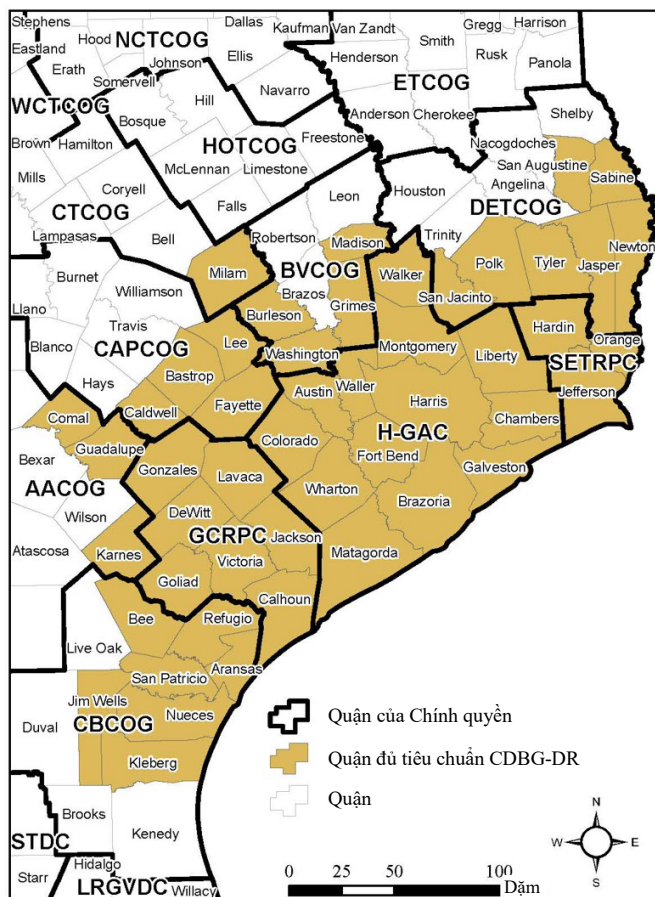 Stephens
Dallas
Kaufman
Van Zandt
Gregg
Harrison
Eastland
Hood
NCTCOG
Ellis
Smith
Rusk
Panola
Erath
Johnson
Henderson
Somervell
Navarro
ETCOG
WCTCOG
Hill
Anderson
Cherokee
Shelby
Bosque
Freestone
Brown
Hamilton
HOTCOG
Nacogdoches
McLennan
Limestone
San Augustine
Mills
Coryell
Houston
Angelina
Sabine
CTCOG
Falls
Leon
DETCOG
Lampasas
Bell
Robertson
Madison
Trinity
Newton
Burnet
Milam
BVCOG
Walker
Polk
Tyler
Jasper
Williamson
Brazos
Grimes
San Jacinto
Llano
Burleson
Hardin
Travis
Lee
Washington
Montgomery
Liberty
Orange
Blanco
CAPCOG
Bastrop
SETRPC
Hays
Austin
Waller
Harris
Jefferson
Caldwell
Fayette
Chambers
Comal
Colorado
H-GAC
Guadalupe
Fort Bend
Bexar
Gonzales
Lavaca
Galveston
AACOG
Wharton
Brazoria
Wilson
DeWitt
GCRPC
Jackson
Atascosa
Karnes
Victoria
Matagorda
Goliad
Calhoun
Bee
Refugio
Live Oak
Aransas
San Patricio
Jim Wells
Nueces
Duval
CBCOG
Kleberg
Brooks
Kenedy
STDC
Hidalgo
Starr
LRGVDC
Willacy
Quận của Chính quyền
Quận đủ tiêu chuẩn CDBG-DR
Quận
N
W
E
S
0
25
50
100
Dặm